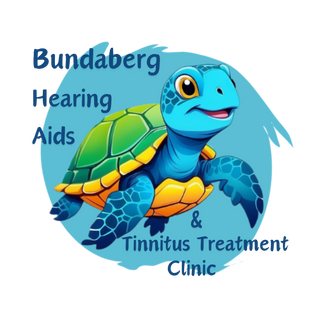 Bundaberg
Hearing
Aids
&
Tinnitus Treatment
Clinic